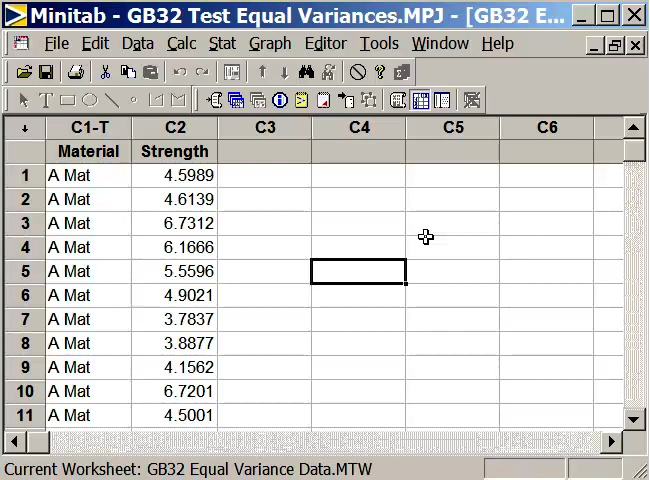 Minitab - GB32 Test Equal Variances.MPJ - [GB32 E...
File Edit Data Calc Stat Graph Editor Tools Window Help
C1-T C2 C3 C4 C5 C6
Material Strength
1 A Mat 4.5989
2 A Mat 4.6139
3 A Mat 6.7312
4 A Mat 6.1666
5 A Mat 5.5596
6 A Mat 4.9021
7 A Mat 3.7837
8 A Mat 3.8877
9 A Mat 4.1562
10 A Mat 6.7201
11 A Mat 4.5001
Current Worksheet: GB32 Equal Variance Data.MTW